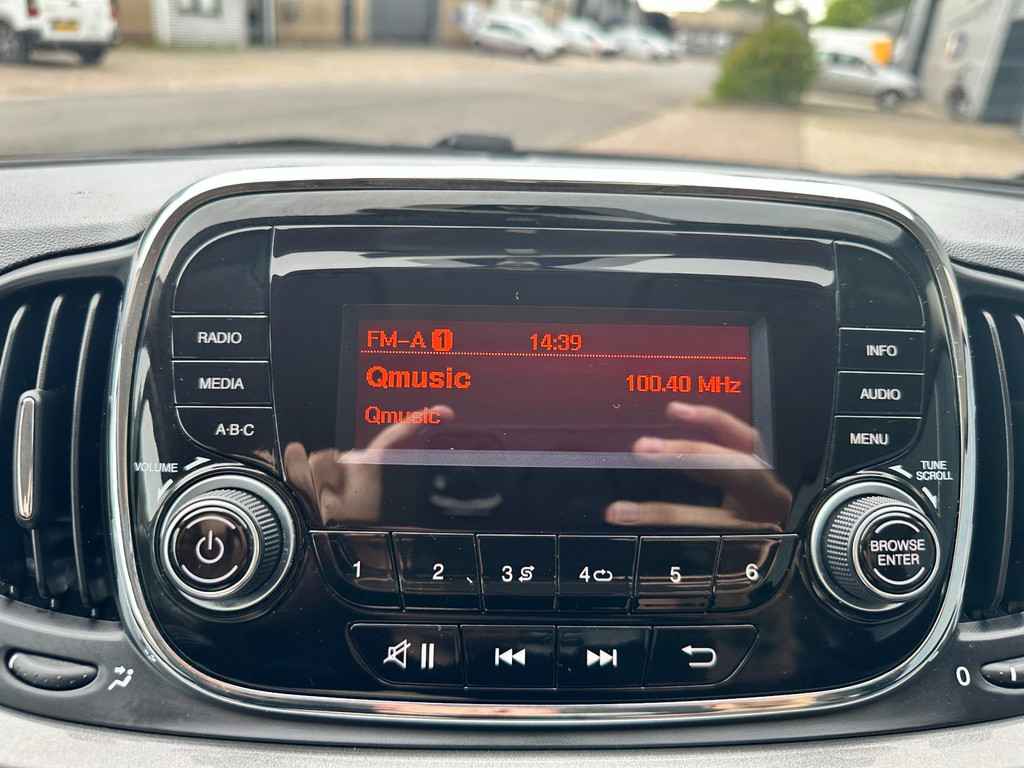 FM-A 1 14:39
Qmusic 100.40 MHz
Qmusic
RADIO
MEDIA
A·B·C
INFO
AUDIO
MENU
VOLUME
TUNE
SCROLL
BROWSE
ENTER
1 2 3 4 5 6
0